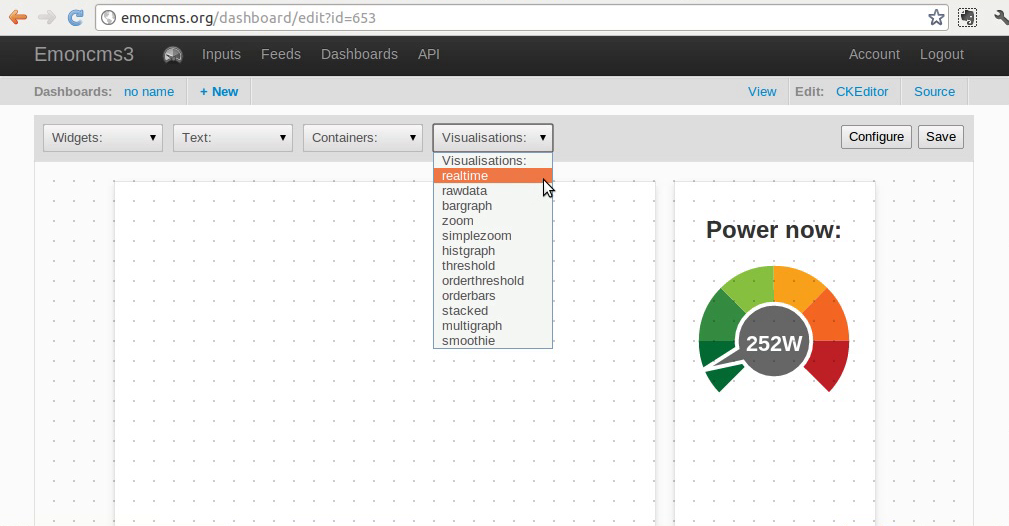 emoncms.org/dashboard/edit?id=653
Emoncms3 Inputs Feeds Dashboards API Account Logout
Dashboards: no name + New View Edit: CKEditor Source
Widgets: Text: Containers: Visualisations: Configure Save
Visualisations:
realtime
rawdata
bargraph
zoom
simplezoom
histgraph
threshold
orderthreshold
orderbars
stacked
multigraph
smoothie
Power now:
252W